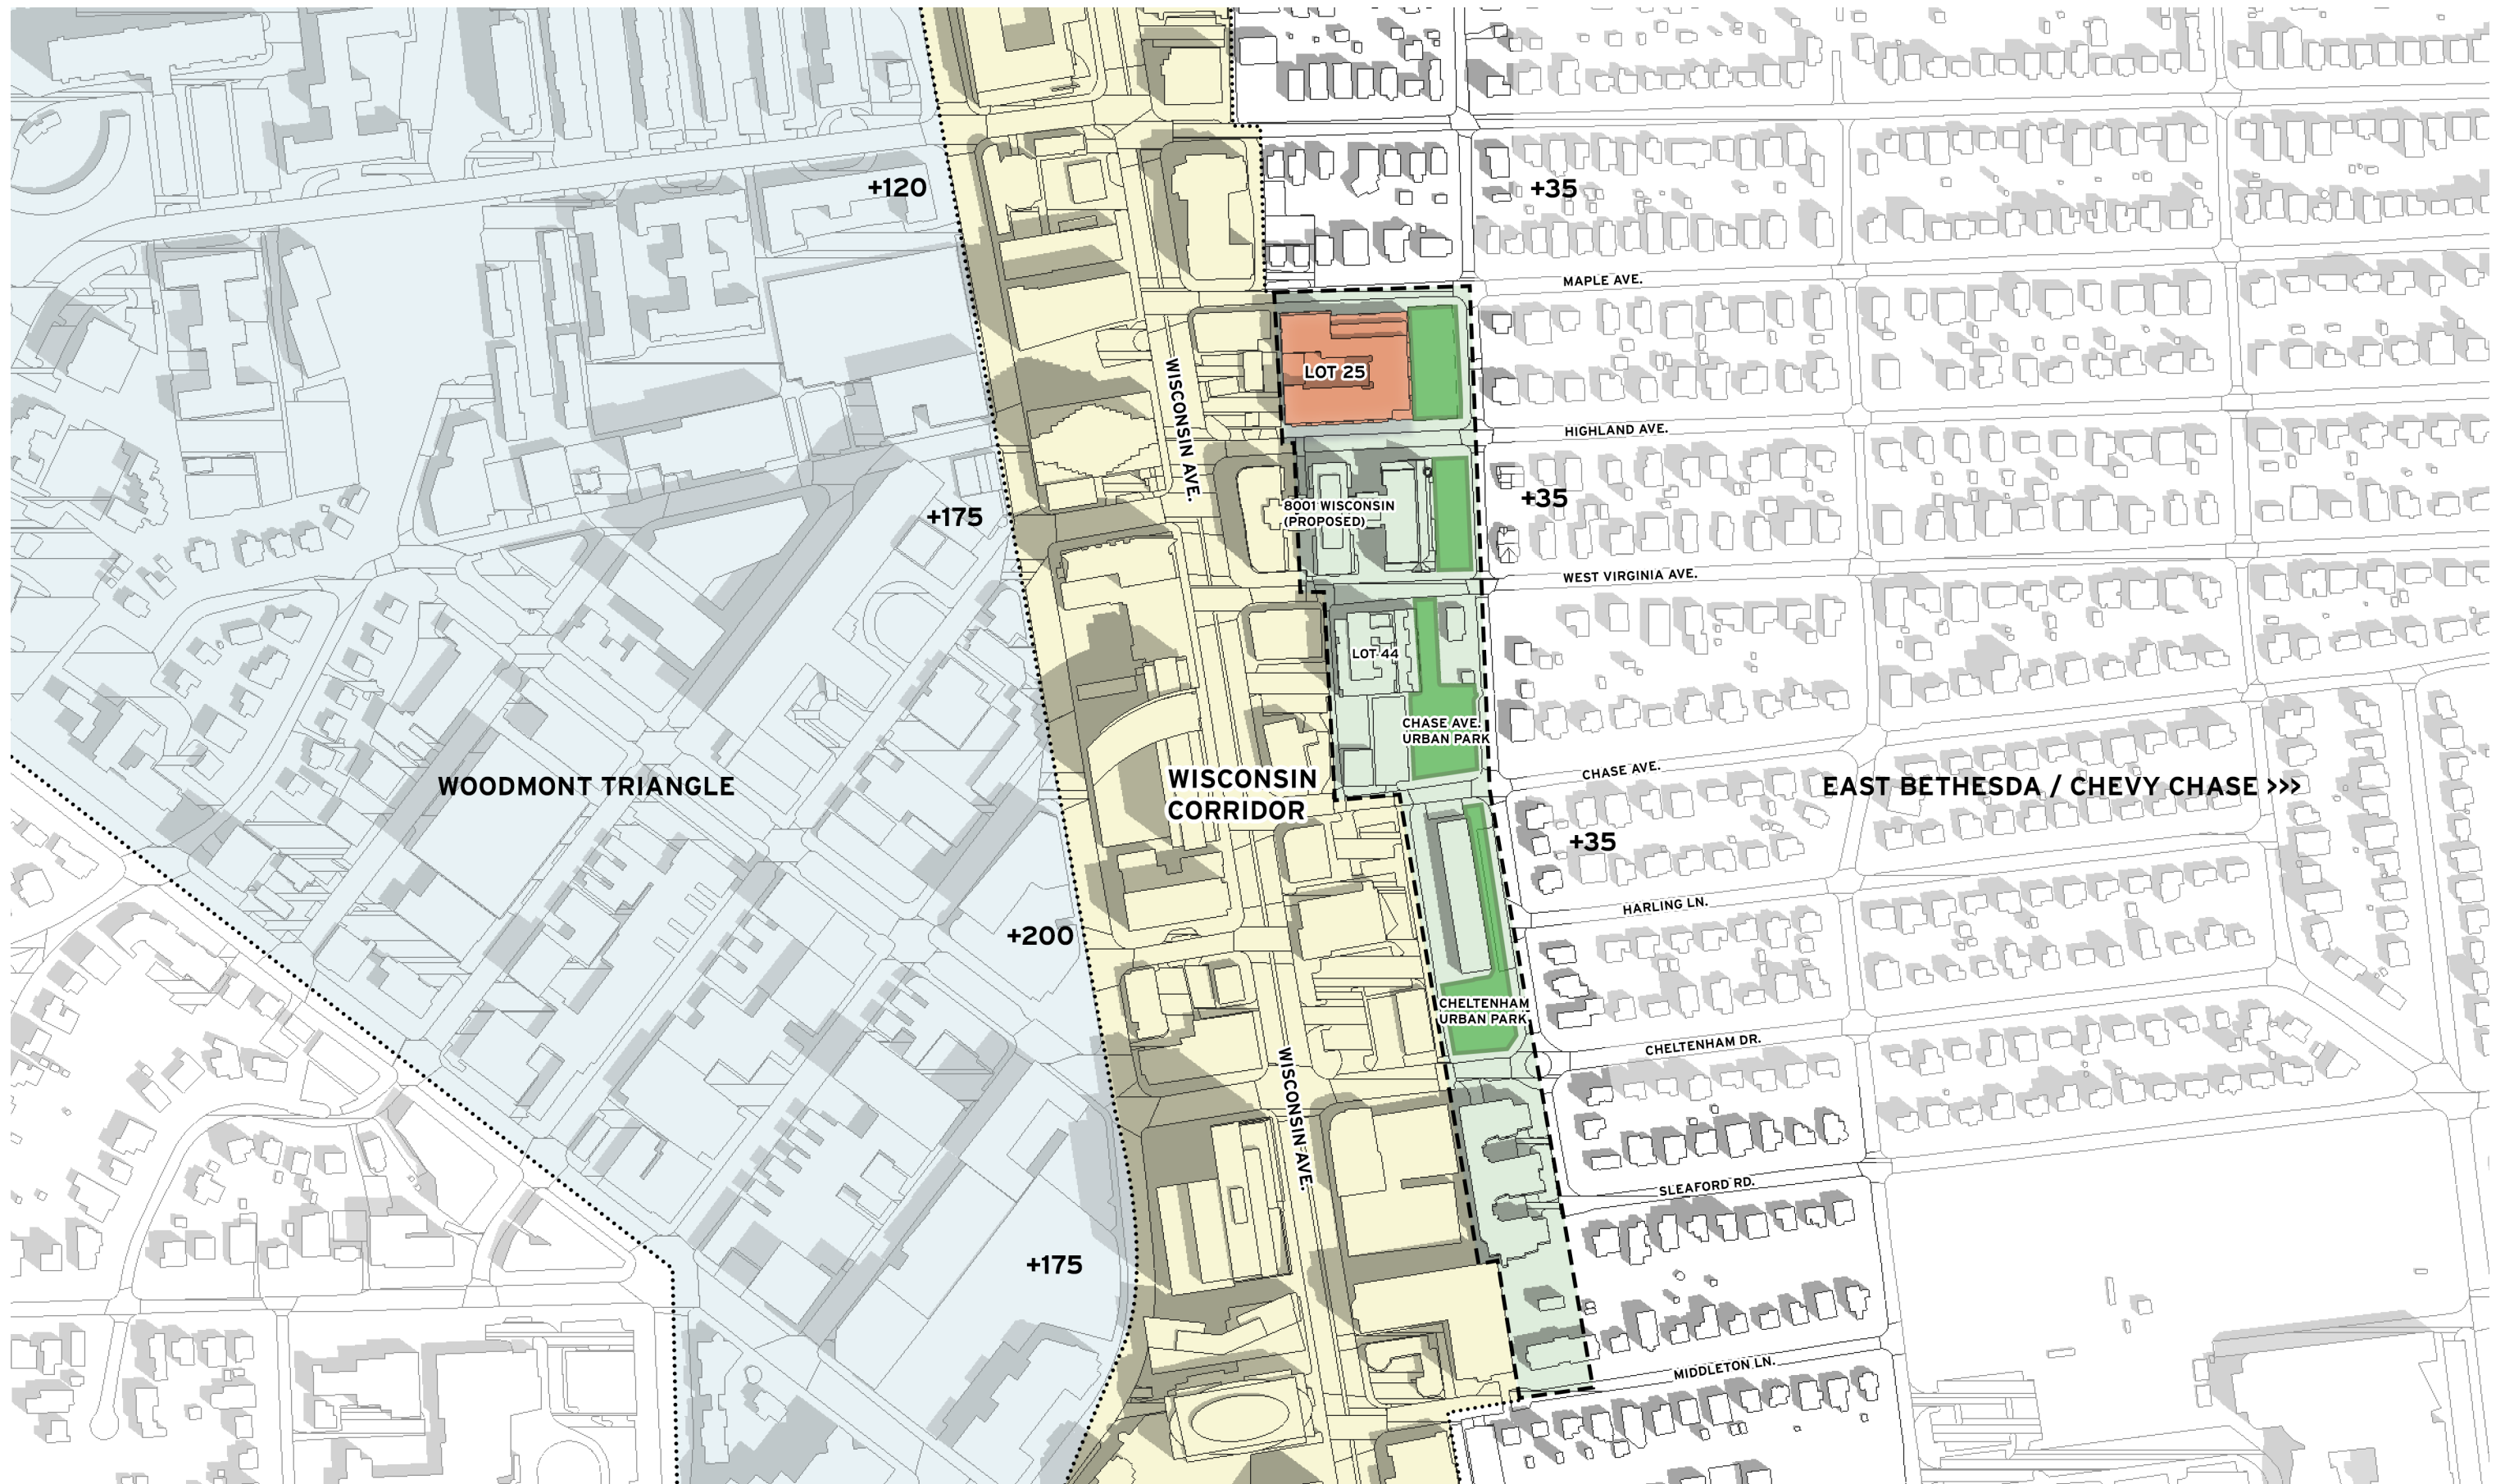 +120
+35
MAPLE AVE.
LOT 25
WISCONSIN AVE.
HIGHLAND AVE.
+175
8001 WISCONSIN
(PROPOSED)
+35
WEST VIRGINIA AVE.
LOT 44
CHASE AVE.
URBAN PARK
CHASE AVE.
WOODMONT TRIANGLE
WISCONSIN
CORRIDOR
EAST BETHESDA / CHEVY CHASE >>>
+35
HARLING LN.
+200
CHELTENHAM
URBAN PARK
CHELTENHAM DR.
WISCONSIN AVE.
SLEAFORD RD.
+175
MIDDLETON LN.